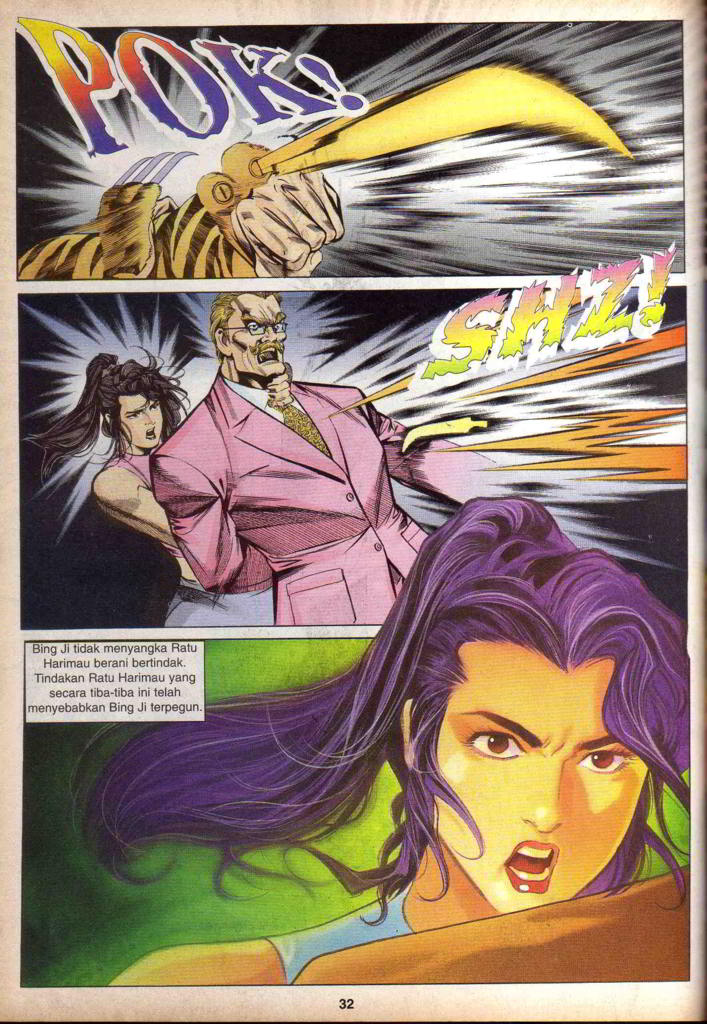 POK!
SHZ!
Bing Ji tidak menyangka Ratu
Harimau berani bertindak.
Tindakan Ratu Harimau yang
secara tiba-tiba ini telah
menyebabkan Bing Ji terpegun.
32